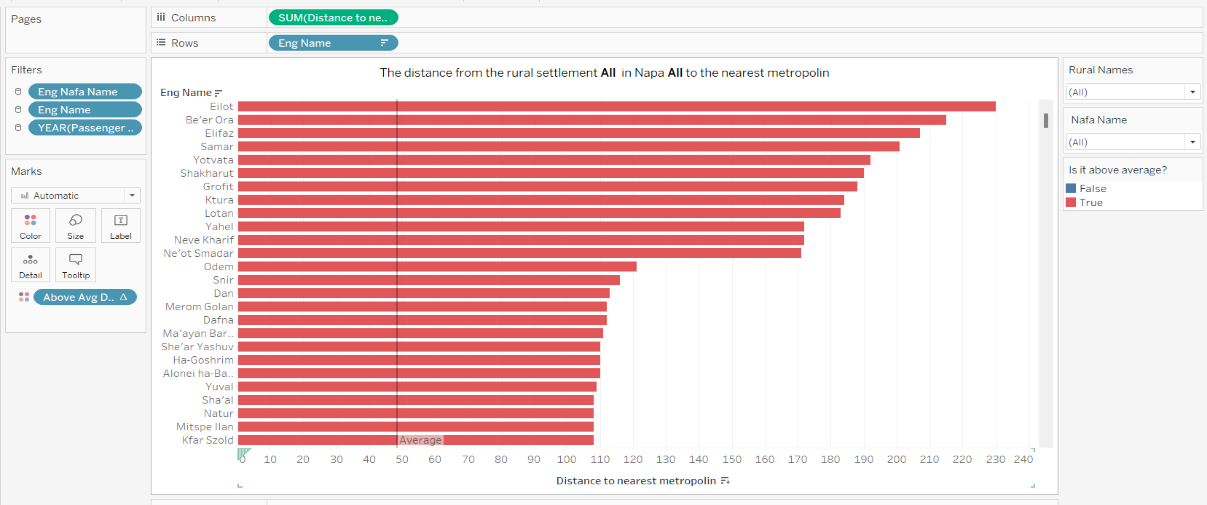 Pages
Columns
SUM(Distance to ne..
Rows
Eng Name
Filters
Eng Nafa Name
Eng Name
YEAR(Passenger ..
Marks
Automatic
Color
Size
Label
Detail
Tooltip
Above Avg D..
The distance from the rural settlement All in Napa All to the nearest metropolin
Eng Name
Eilot
Be'er Ora
Elifaz
Samar
Yotvata
Shakharut
Grofit
Ktura
Lotan
Yahel
Neve Kharif
Ne'ot Smadar
Odem
Snir
Dan
Merom Golan
Dafna
Ma'ayan Bar..
She'ar Yashuv
Ha-Goshrim
Alonei ha-Ba..
Yuval
Sha'al
Natur
Mitspe Ilan
Kfar Szold
Average
0 10 20 30 40 50 60 70 80 90 100 110 120 130 140 150 160 170 180 190 200 210 220 230 240
Distance to nearest metropolin
Rural Names
(All)
Nafa Name
(All)
Is it above average?
False
True